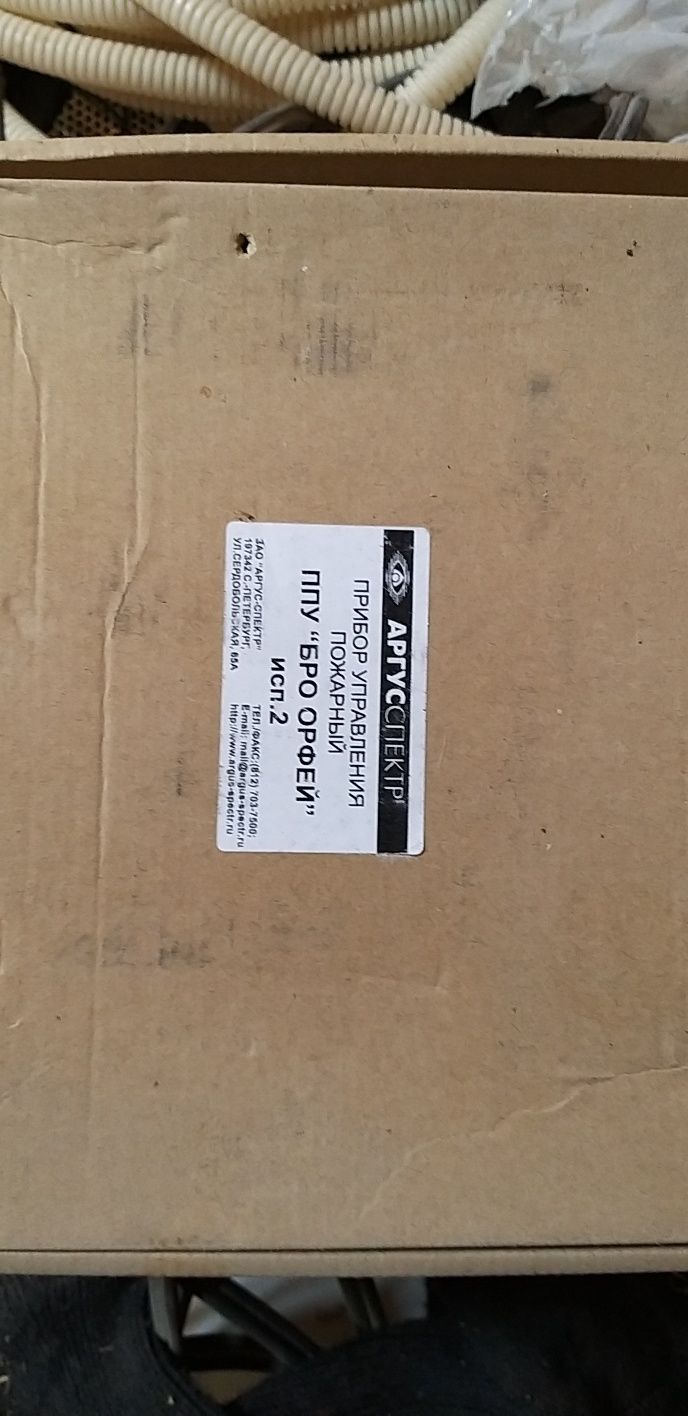 АРГУССПЕКТР
ПРИБОР УПРАВЛЕНИЯ
ПОЖАРНЫЙ
ППУ “БРО ОРФЕЙ”
исп.2
ЗАО "АРГУС-СПЕКТР"
197342 С.-ПЕТЕРБУРГ,
УЛ.СЕРДОБОЛЬСКАЯ, 65А
ТЕЛ./ФАКС:(812) 703-7500;
E-mail: mail@argus-spectr.ru
http://www.argus-spectr.ru